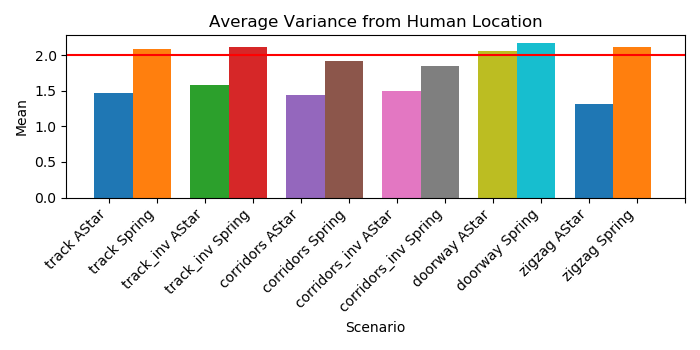 Average Variance from Human Location
Mean
2.0
1.5
1.0
0.5
0.0
track AStar
track Spring
track_inv AStar
track_inv Spring
corridors AStar
corridors Spring
corridors_inv AStar
corridors_inv Spring
doorway AStar
doorway Spring
zigzag AStar
zigzag Spring
Scenario